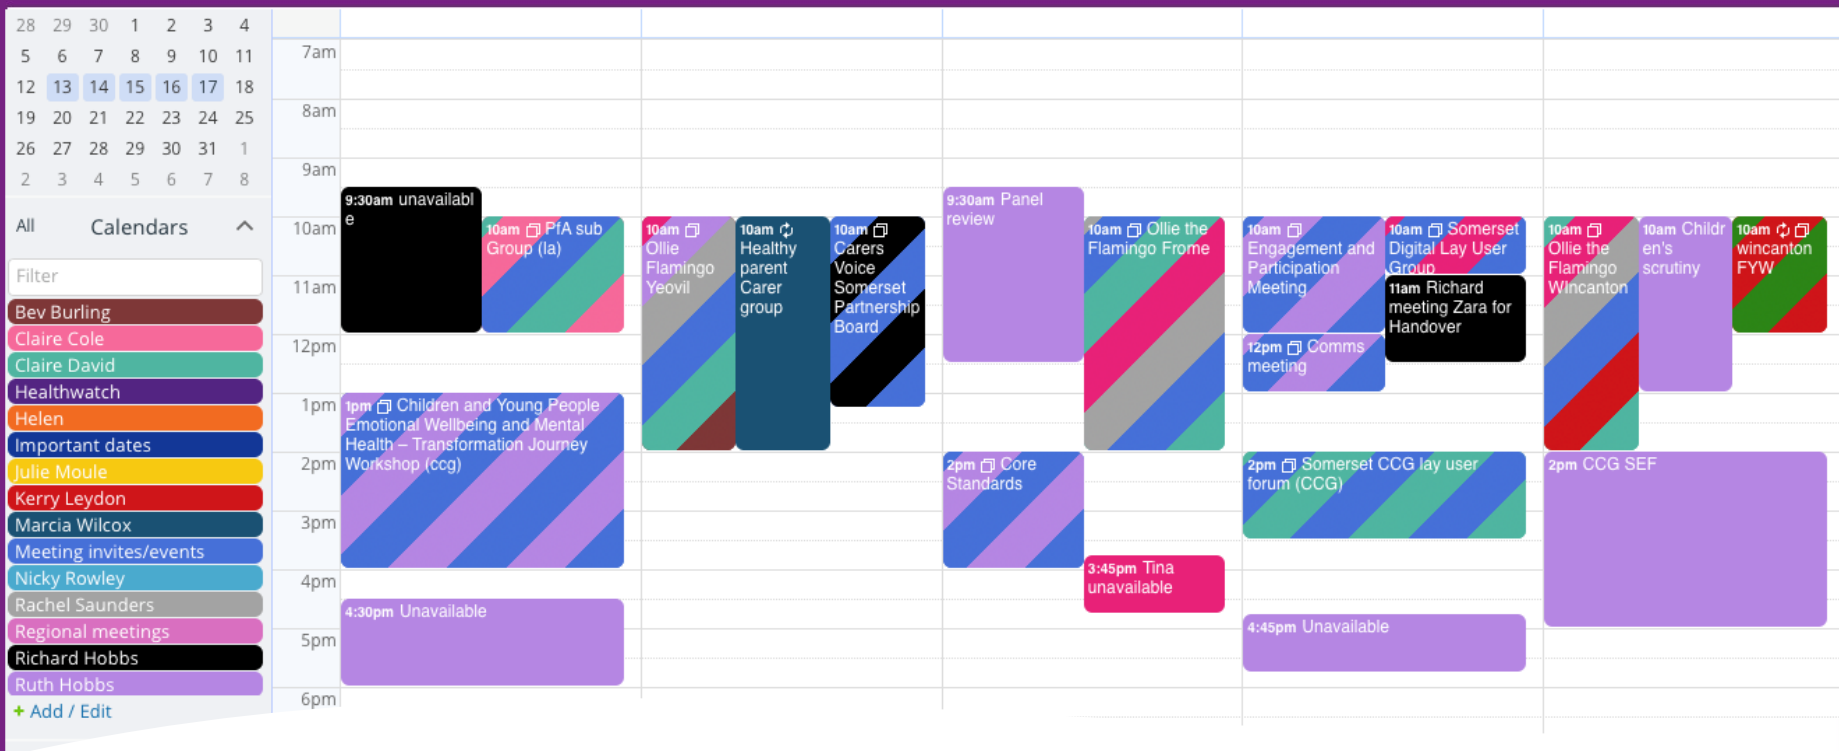 28 29 30 1 2 3 4
5 6 7 8 9 10 11
12 13 14 15 16 17 18
19 20 21 22 23 24 25
26 27 28 29 30 31 1
2 3 4 5 6 7 8
All Calendars
Filter
Bev Burling
Claire Cole
Claire David
Healthwatch
Helen
Important dates
Julie Moule
Kerry Leydon
Marcia Wilcox
Meeting invites/events
Nicky Rowley
Rachel Saunders
Regional meetings
Richard Hobbs
Ruth Hobbs
+ Add / Edit
7am
8am
9am
10am
11am
12pm
1pm
2pm
3pm
4pm
5pm
6pm
9:30am unavailabl
e
10am PfA sub
Group (la)
1pm Children and Young People
Emotional Wellbeing and Mental
Health – Transformation Journey
Workshop (ccg)
4:30pm Unavailable
10am
Ollie
Flamingo
Yeovil
10am
Healthy
parent
Carer
group
10am
Carers
Voice
Somerset
Partnership
Board
9:30am Panel
review
10am Ollie the
Flamingo Frome
2pm Core
Standards
3:45pm Tina
unavailable
10am
Engagement and
Participation
Meeting
10am Somerset
Digital Lay User
Group
11am Richard
meeting Zara for
Handover
12pm Comms
meeting
2pm Somerset CCG lay user
forum (CCG)
4:45pm Unavailable
10am
Ollie the
Flamingo
WIncanton
10am Childr
en's
scrutiny
10am
wincanton
FYW
2pm CCG SEF